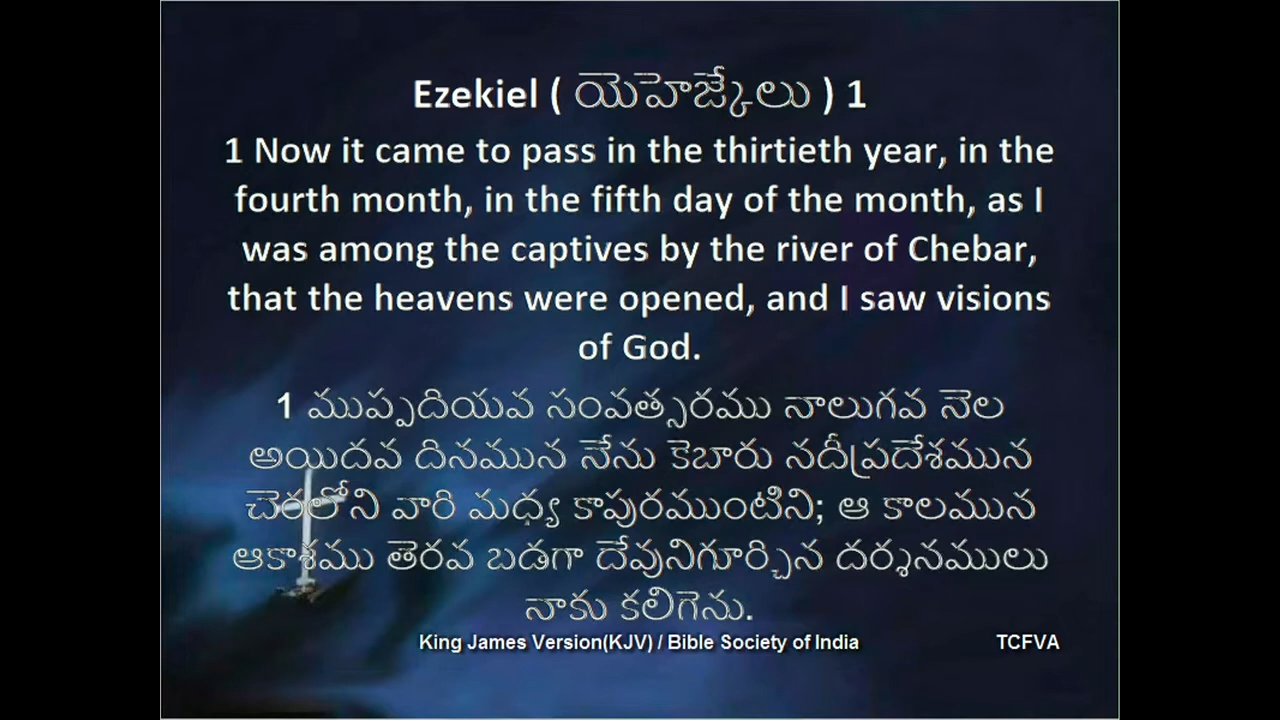 Ezekiel ( యెహెజ్కేలు ) 1
1 Now it came to pass in the thirtieth year, in the
fourth month, in the fifth day of the month, as I
was among the captives by the river of Chebar,
that the heavens were opened, and I saw visions
of God.
1 ముప్పదియవ సంవత్సరము నాలుగవ నెల
అయిదవ దినమున నేను కెబారు నదీప్రదేశమున
చెరలోని వారి మధ్య కాపురముంటిని; ఆ కాలమున
ఆకాశము తెరవ బడగా దేవునిగూర్చిన దర్శనములు
నాకు కలిగెను.
King James Version(KJV) / Bible Society of India TCFVA